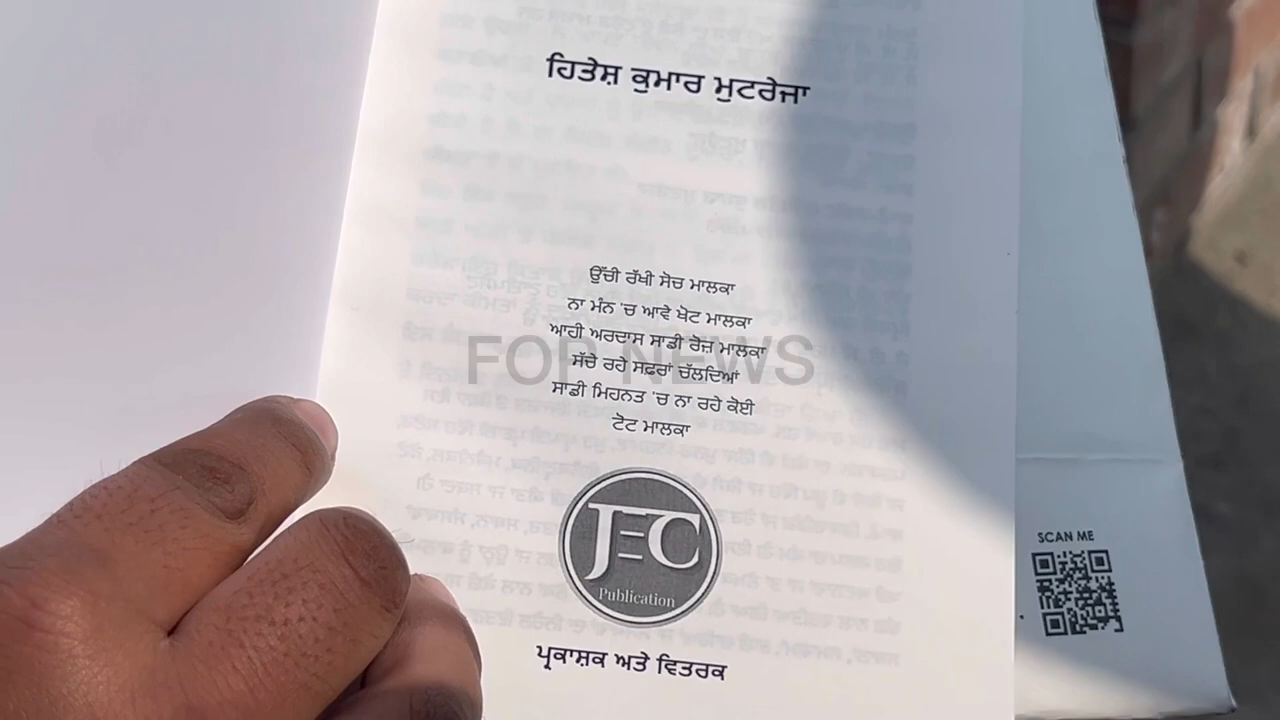 ਹਿਤੇਸ਼ ਕੁਮਾਰ ਮੁਟਰੇਜਾ
ਉੱਚੀ ਰੱਖੀ ਸੋਚ ਮਾਲਕਾ
ਨਾ ਮੰਨ 'ਚ ਆਵੇ ਖੋਟ ਮਾਲਕਾ
ਆਹੀ ਅਰਦਾਸ ਸਾਡੀ ਰੋਜ਼ ਮਾਲਕਾ
FOP NEWS
ਸੱਚੇ ਰਹੇ ਸਫ਼ਰਾਂ ਚੱਲਦਿਆਂ
ਸਾਡੀ ਮਿਹਨਤ 'ਚ ਨਾ ਰਹੇ ਕੋਈ
ਟੋਟ ਮਾਲਕਾ
JEC
Publication
SCAN ME
ਪ੍ਰਕਾਸ਼ਕ ਅਤੇ ਵਿਤਰਕ